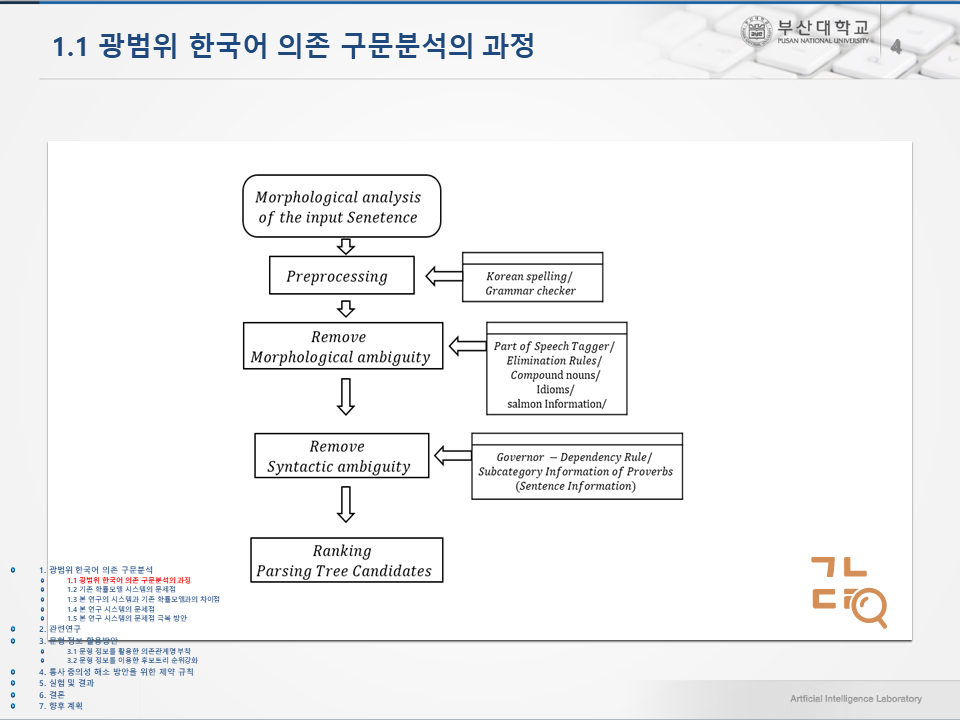 1.1 광범위 한국어 의존 구문분석의 과정
부산대학교
PUSAN NATIONAL UNIVERSITY
4
Morphological analysis
of the input Senetence
Preprocessing
Korean spelling/
Grammar checker
Remove
Morphological ambiguity
Part of Speech Tagger/
Elimination Rules/
Compound nouns/
Idioms/
salmon Information/
Remove
Syntactic ambiguity
Governor – Dependency Rule/
Subcategory Information of Proverbs
(Sentence Information)
Ranking
Parsing Tree Candidates
1. 광범위 한국어 의존 구문분석
1.1 광범위 한국어 의존 구문분석의 과정
1.2 기존 확률모델 시스템의 문제점
1.3 본 연구의 시스템과 기존 확률모델과의 차이점
1.4 본 연구 시스템의 문제점
1.5 본 연구 시스템의 문제점 극복 방안
2. 관련연구
3. 문형 정보 활용방안
3.1 문형 정보를 활용한 의존관계명 부착
3.2 문형 정보를 이용한 후보트리 순위강화
4. 통사 중의성 해소 방안을 위한 제약 규칙
5. 실험 및 결과
6. 결론
7. 향후 계획
Artficial Intelligence Laboratory